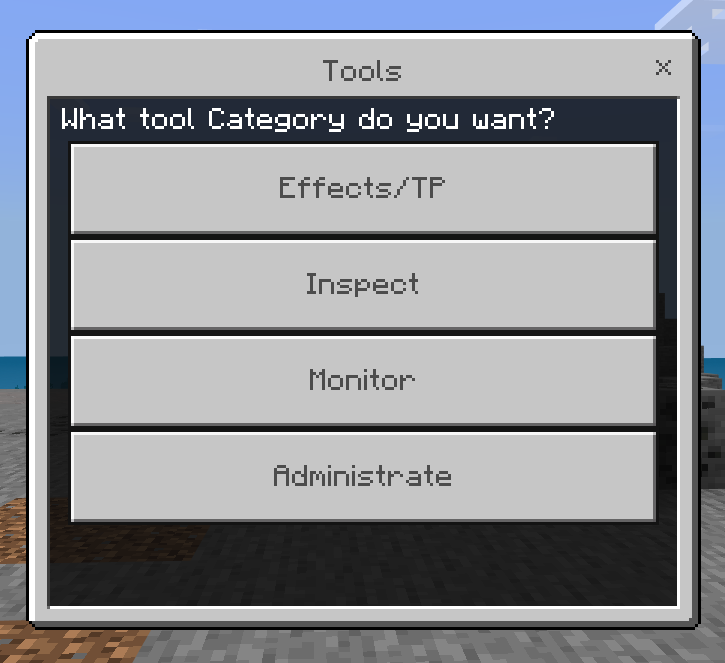 Tools
What tool Category do you want?
Effects/TP
Inspect
Monitor
Administrate